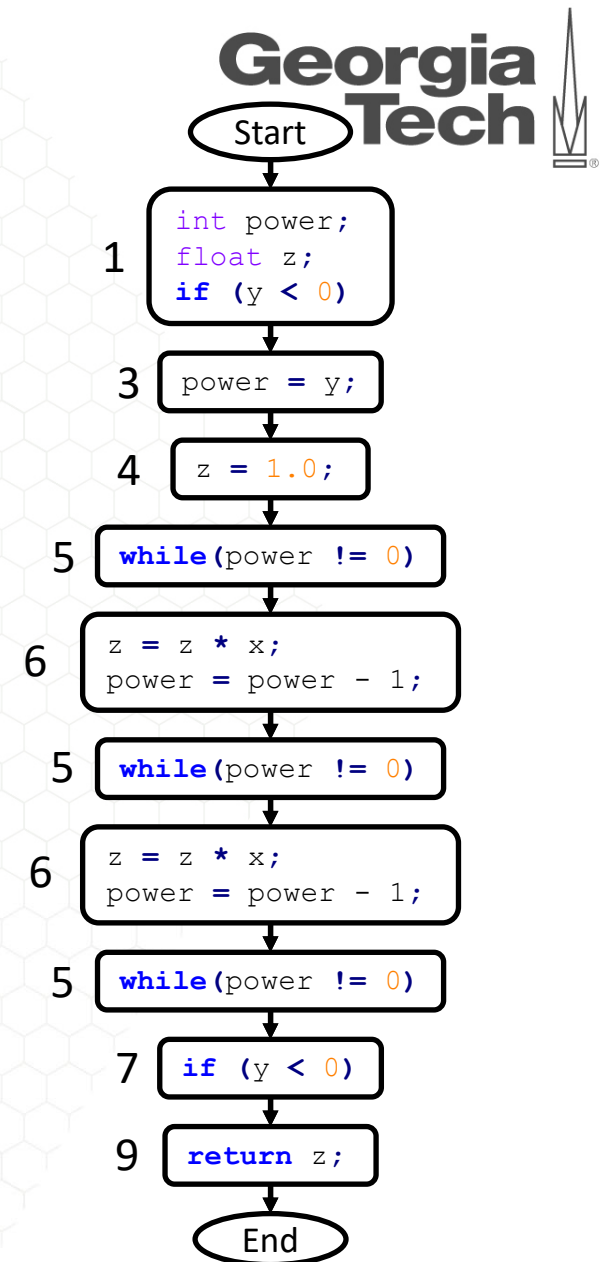 Georgia
Tech
®
Start
1
int power;
float z;
if (y < 0)
3
power = y;
4
z = 1.0;
5
while(power != 0)
6
z = z * x;
power = power - 1;
5
while(power != 0)
6
z = z * x;
power = power - 1;
5
while(power != 0)
7
if (y < 0)
9
return z;
End